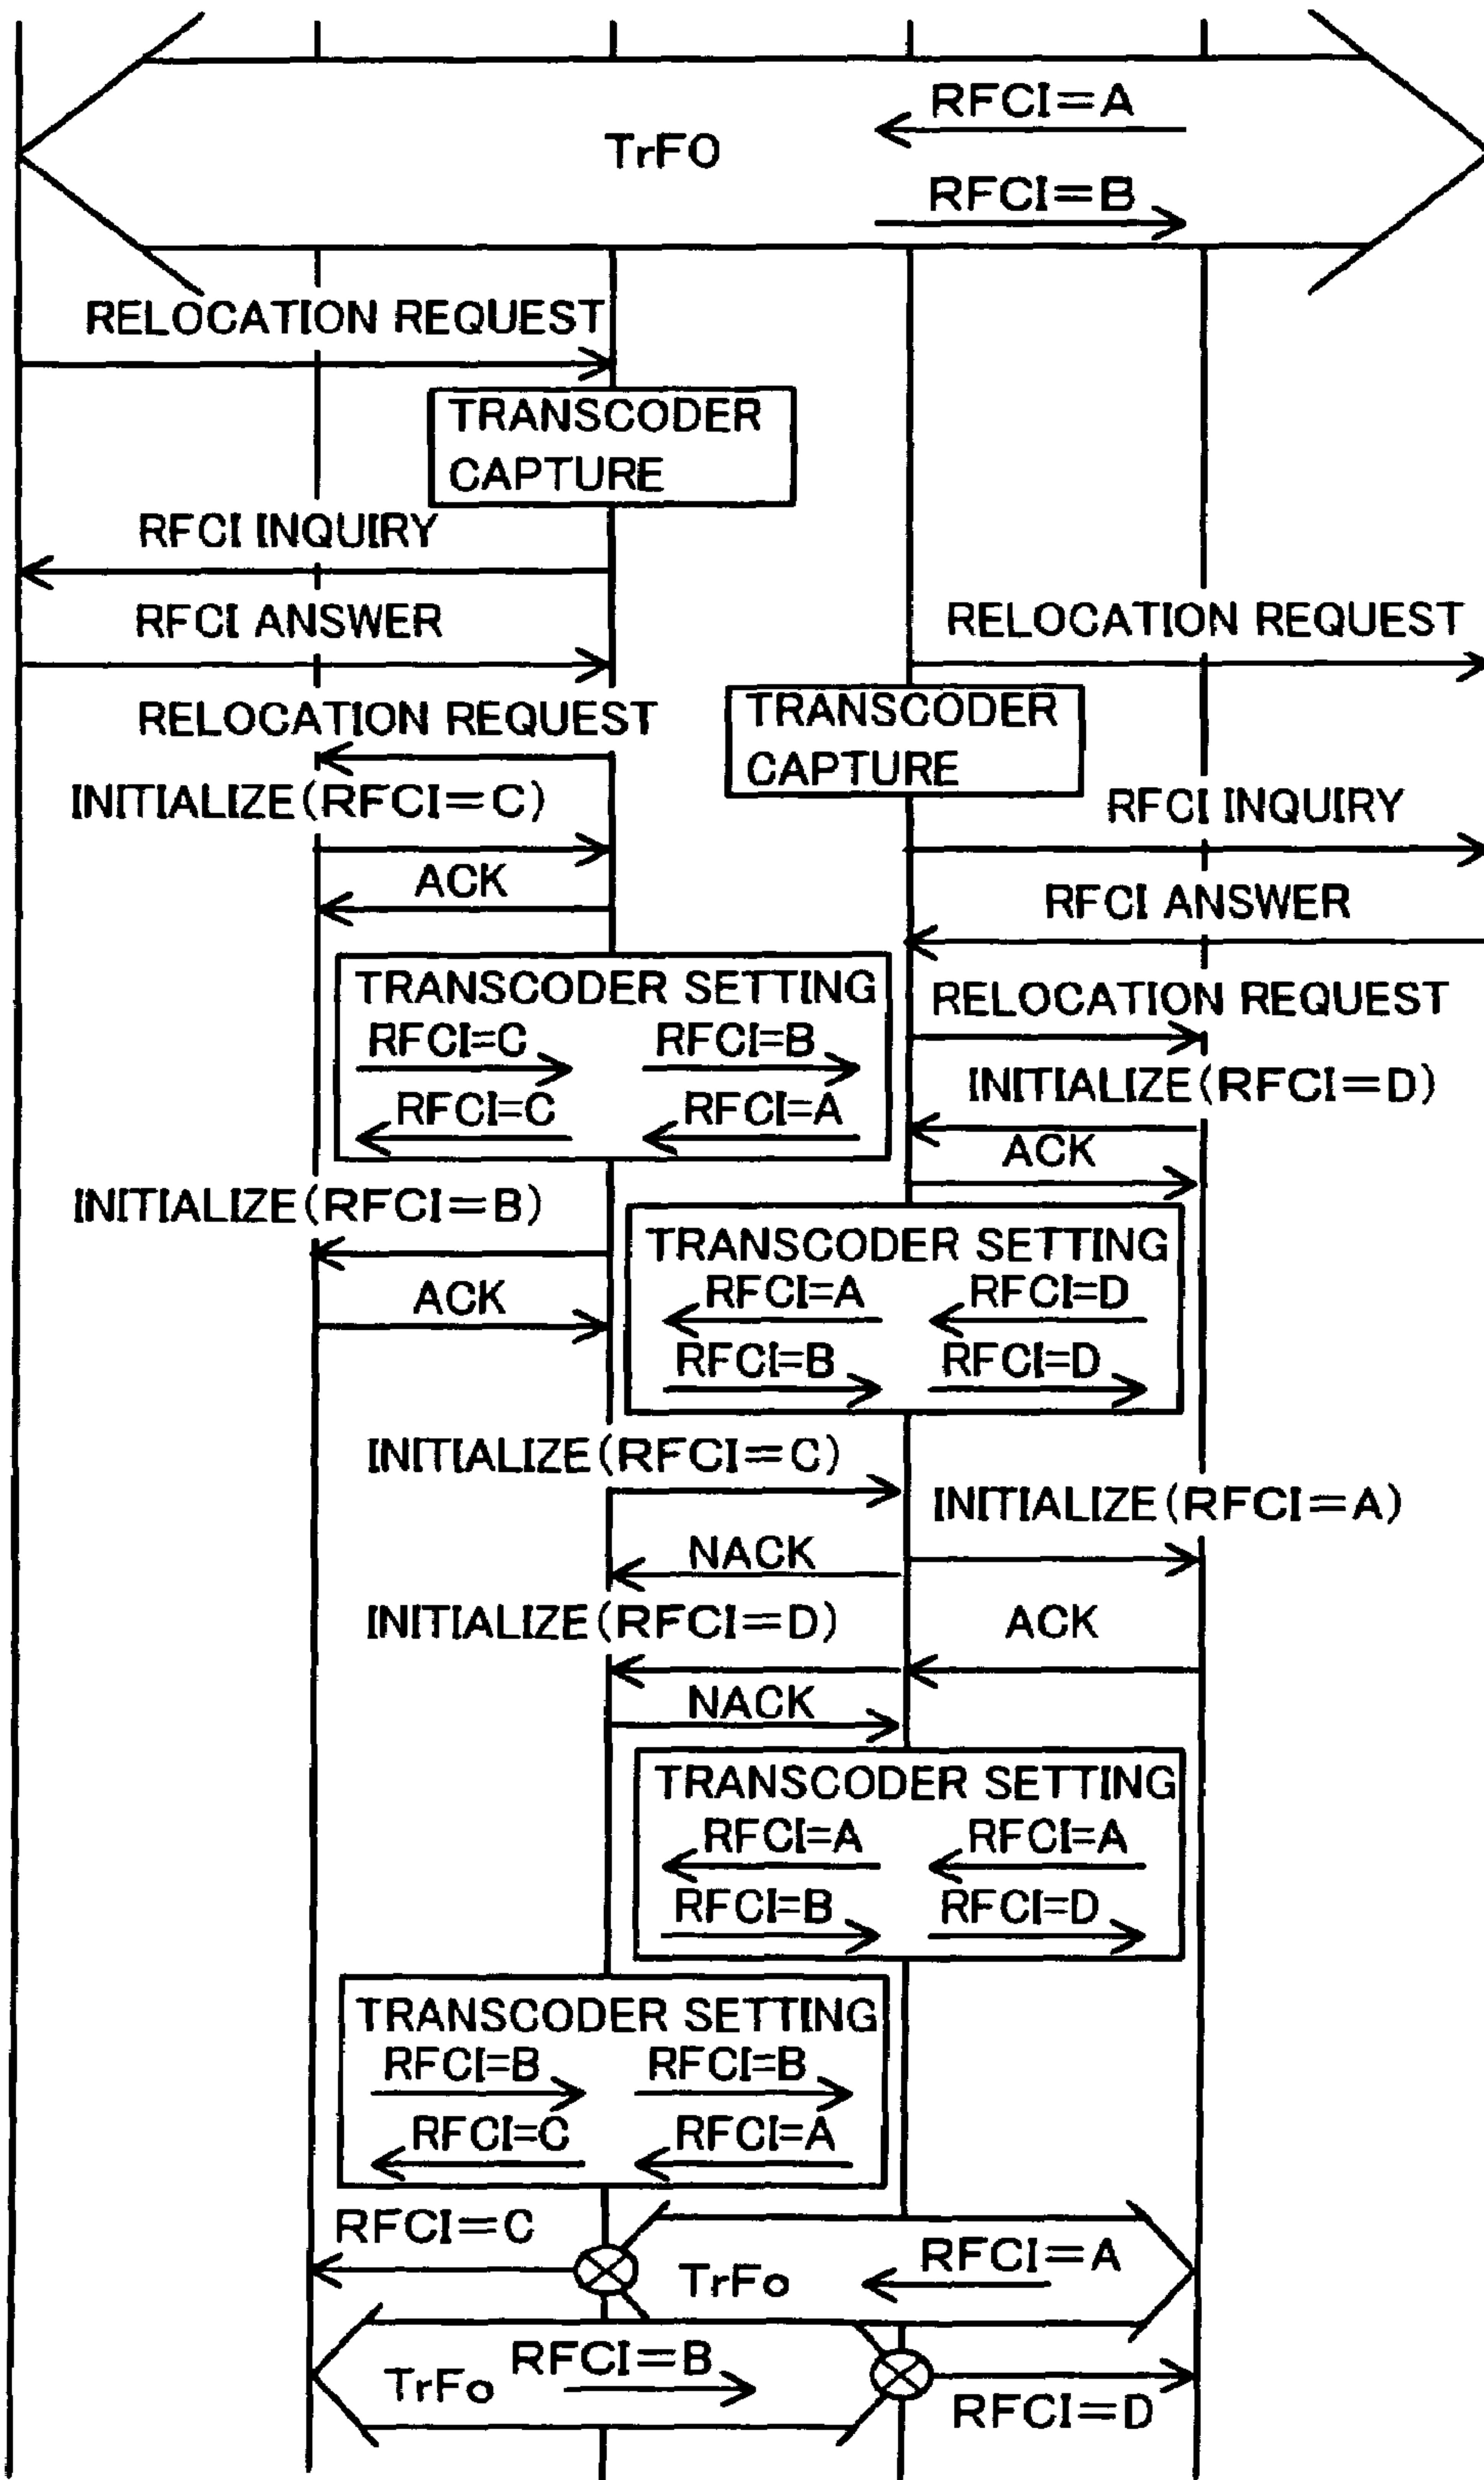 RFCI=A
TrFO
RFCI=B
RELOCATION REQUEST
TRANSCODER
CAPTURE
RFCI INQUIRY
RFCI ANSWER
RELOCATION REQUEST
RELOCATION REQUEST
TRANSCODER
CAPTURE
INITIALIZE(RFCI=C)
RFCI INQUIRY
ACK
RFCI ANSWER
TRANSCODER SETTING
RFCI=C RFCI=B
RFCI=C RFCI=A
RELOCATION REQUEST
INITIALIZE(RFCI=D)
ACK
INITIALIZE(RFCI=B)
ACK
TRANSCODER SETTING
RFCI=A RFCI=D
RFCI=B RFCI=D
INITIALIZE(RFCI=C)
INITIALIZE(RFCI=A)
NACK
INITIALIZE(RFCI=D)
ACK
NACK
TRANSCODER SETTING
RFCI=A RFCI=A
RFCI=B RFCI=D
TRANSCODER SETTING
RFCI=B RFCI=B
RFCI=C RFCI=A
RFCI=C
TrFo
RFCI=A
TrFo
RFCI=B
RFCI=D